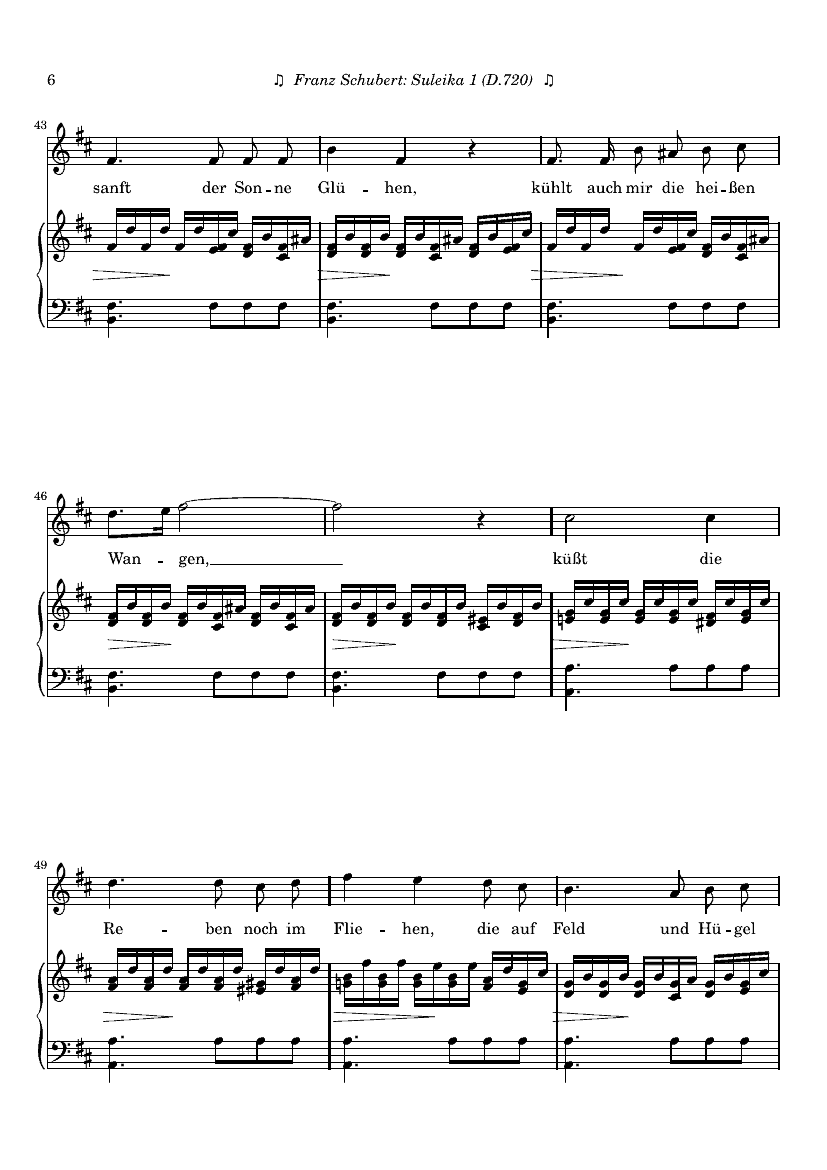 6 ♫ Franz Schubert: Suleika 1 (D.720) ♫
43
sanft der Son - ne Glü - hen, kühlt auch mir die hei - ßen
46
Wan - gen, küßt die
49
Re - ben noch im Flie - hen, die auf Feld und Hü - gel